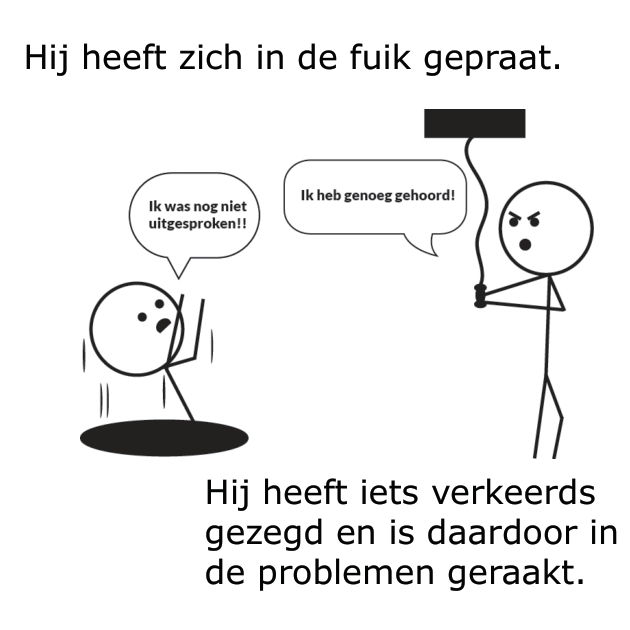 Hij heeft zich in de fuik gepraat.
Ik was nog niet
uitgesproken!!
Ik heb genoeg gehoord!
Hij heeft iets verkeerds
gezegd en is daardoor in
de problemen geraakt.